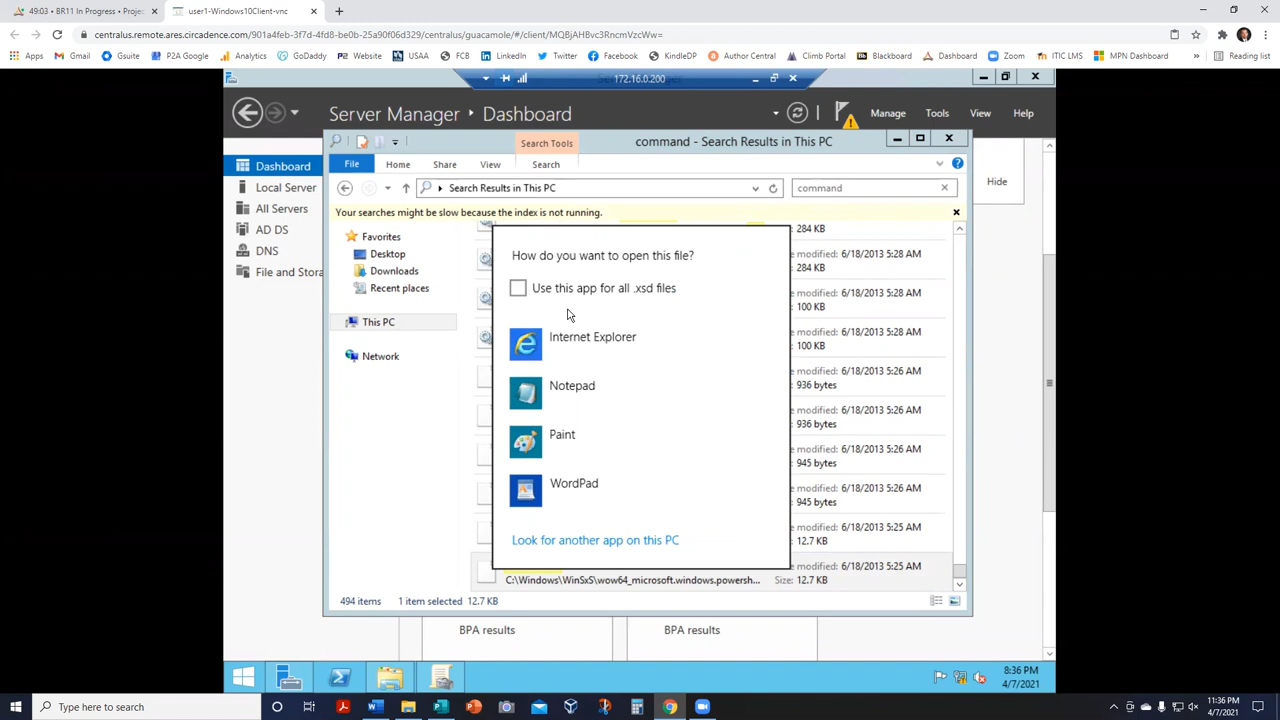 49:03 | BR11 In Progress • Projec
user1-Windows10Client-vnc
centralus.remote.ares.circadence.com/901a4feb-3f7d-4fd8-be0b-25a90f06d373/centralus/guacamole/#/client/MQBjAHBvc3RncmVzcWw=
Apps
Gmail
Gsuite
P2A Google
Analytics
GoDaddy
Website
USAA
FCB
LinkedIn
Twitter
Facebook
KindleDP
Author Central
Climb Portal
Blackboard
Dashboard
Zoom
ITIC LMS
MPN Dashboard
Reading list
172.16.0.200
Server Manager • Dashboard
Manage
Tools
View
Help
Dashboard
Local Server
All Servers
AD DS
DNS
File and Stora
Hide
Search Tools
command - Search Results in This PC
File
Home
Share
View
Search
Search Results in This PC
command
Your searches might be slow because the index is not running.
Favorites
Desktop
Downloads
Recent places
This PC
Network
284 KB
e modified: 6/18/2013 5:28 AM
284 KB
e modified: 6/18/2013 5:28 AM
100 KB
e modified: 6/18/2013 5:28 AM
100 KB
e modified: 6/18/2013 5:26 AM
936 bytes
e modified: 6/18/2013 5:26 AM
936 bytes
e modified: 6/18/2013 5:26 AM
945 bytes
e modified: 6/18/2013 5:26 AM
945 bytes
e modified: 6/18/2013 5:26 AM
12.7 KB
e modified: 6/18/2013 5:25 AM
C:\Windows\WinSxS\wow64_microsoft.windows.powersh...
Size: 12.7 KB
How do you want to open this file?
Use this app for all .xsd files
Internet Explorer
Notepad
Paint
WordPad
Look for another app on this PC
494 items
1 item selected 12.7 KB
BPA results
BPA results
8:36 PM
4/7/2021
Type here to search
11:36 PM
4/7/2021